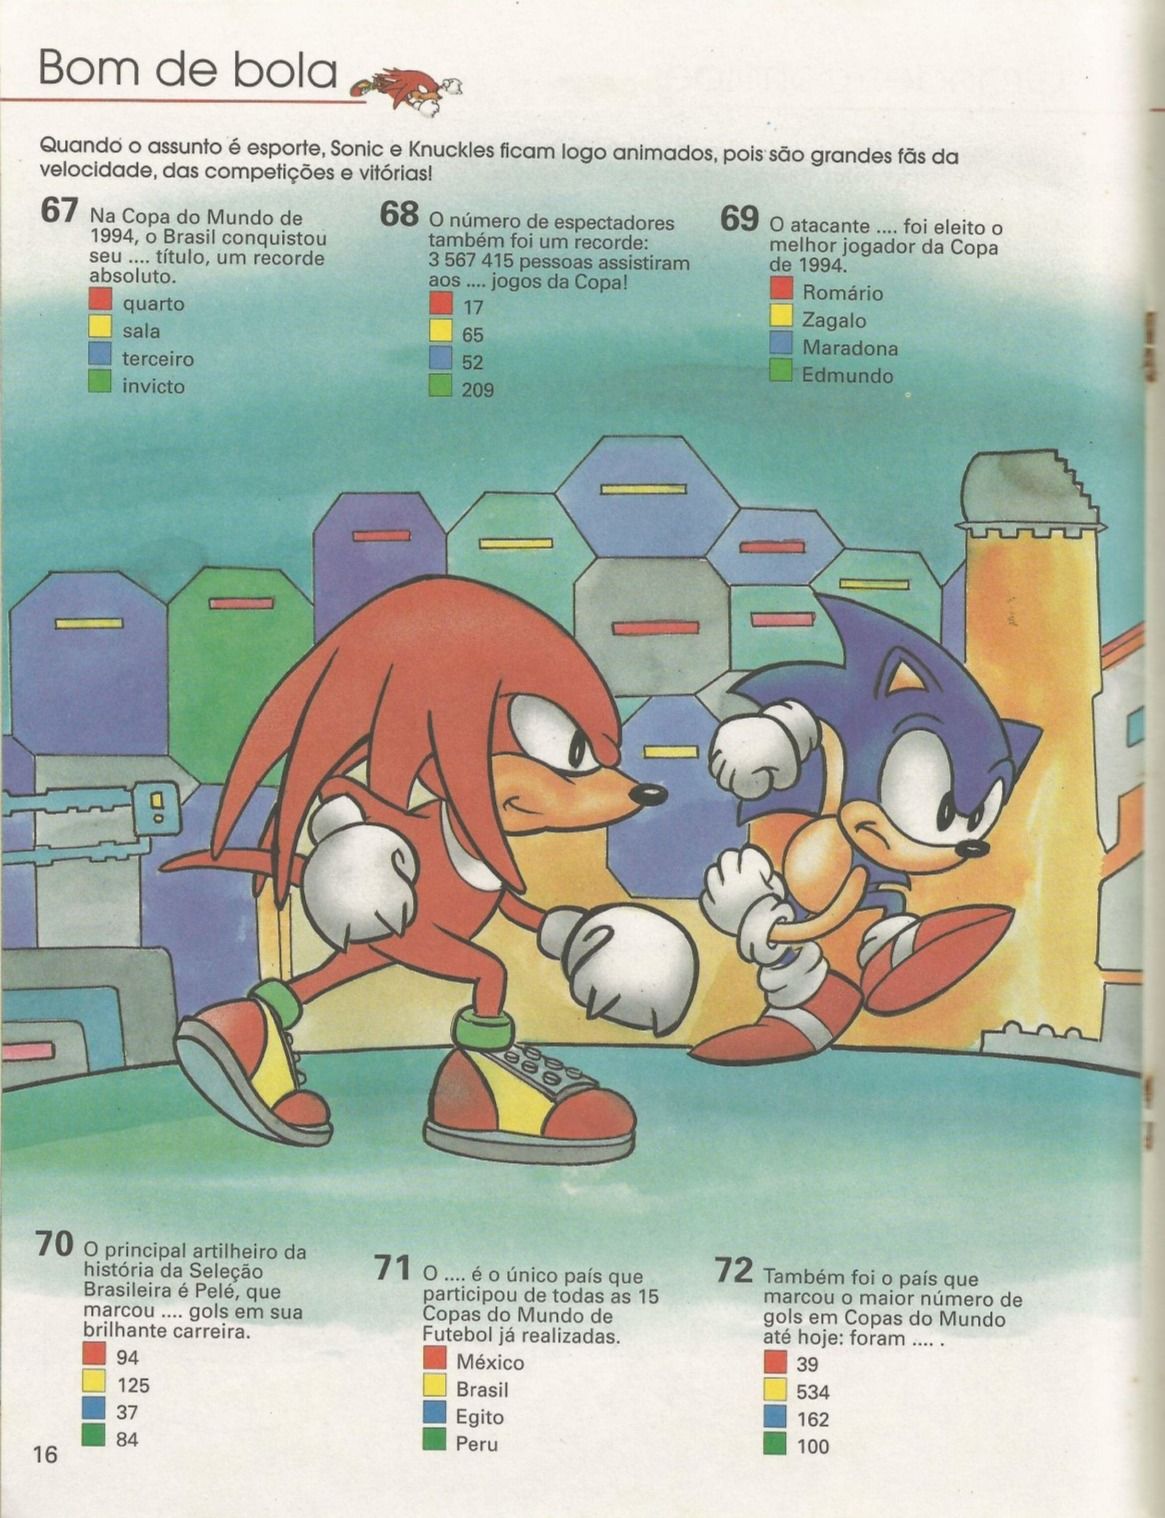 Bom de bola
Quando o assunto é esporte, Sonic e Knuckles ficam logo animados, pois são grandes fãs da
velocidade, das competições e vitórias!
67 Na Copa do Mundo de
1994, o Brasil conquistou
seu .... título, um recorde
absoluto.
quarto
sala
terceiro
invicto
68 O número de espectadores
também foi um recorde:
3 567 415 pessoas assistiram
aos .... jogos da Copa!
17
65
52
209
69 O atacante .... foi eleito o
melhor jogador da Copa
de 1994.
Romário
Zagalo
Maradona
Edmundo
70 O principal artilheiro da
história da Seleção
Brasileira é Pelé, que
marcou .... gols em sua
brilhante carreira.
94
125
37
84
71 O .... é o único país que
participou de todas as 15
Copas do Mundo de
Futebol já realizadas.
México
Brasil
Egito
Peru
72 Também foi o país que
marcou o maior número de
gols em Copas do Mundo
até hoje: foram .... .
39
534
162
100
16